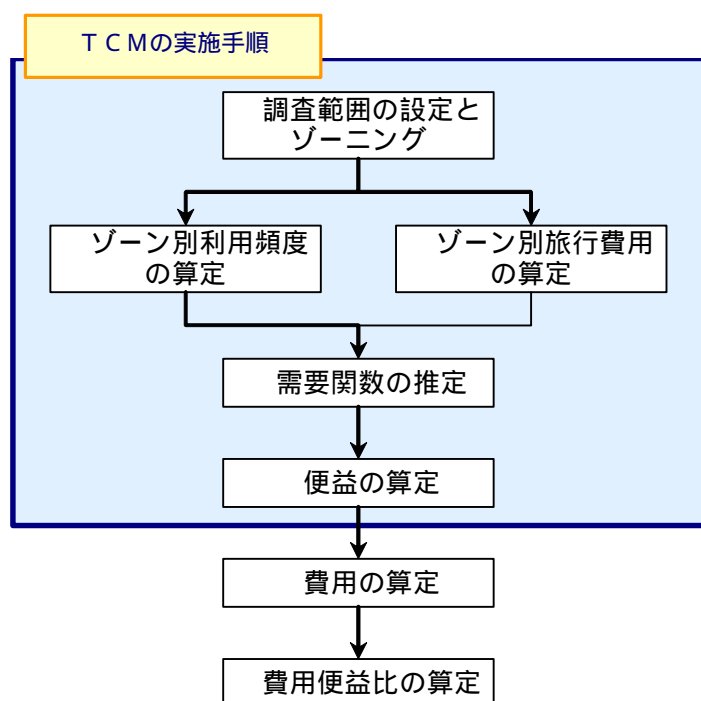 ＴＣＭの実施手順
調査範囲の設定と
ゾーニング
ゾーン別利用頻度
の算定
ゾーン別旅行費用
の算定
需要関数の推定
便益の算定
費用の算定
費用便益比の算定